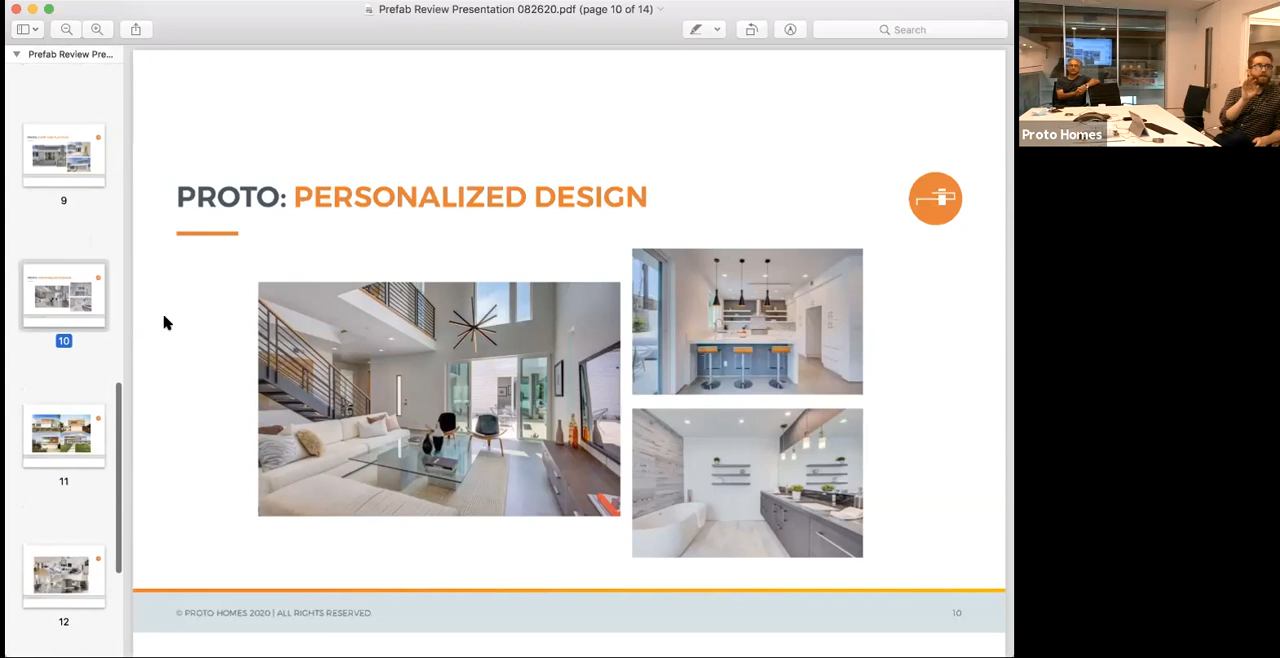 Prefab Review Presentation 082620.pdf (page 10 of 14)
Search
Prefab Review Pre...
9
10
11
12
PROTO: PERSONALIZED DESIGN
© PROTO HOMES 2020 | ALL RIGHTS RESERVED.
10
Proto Homes